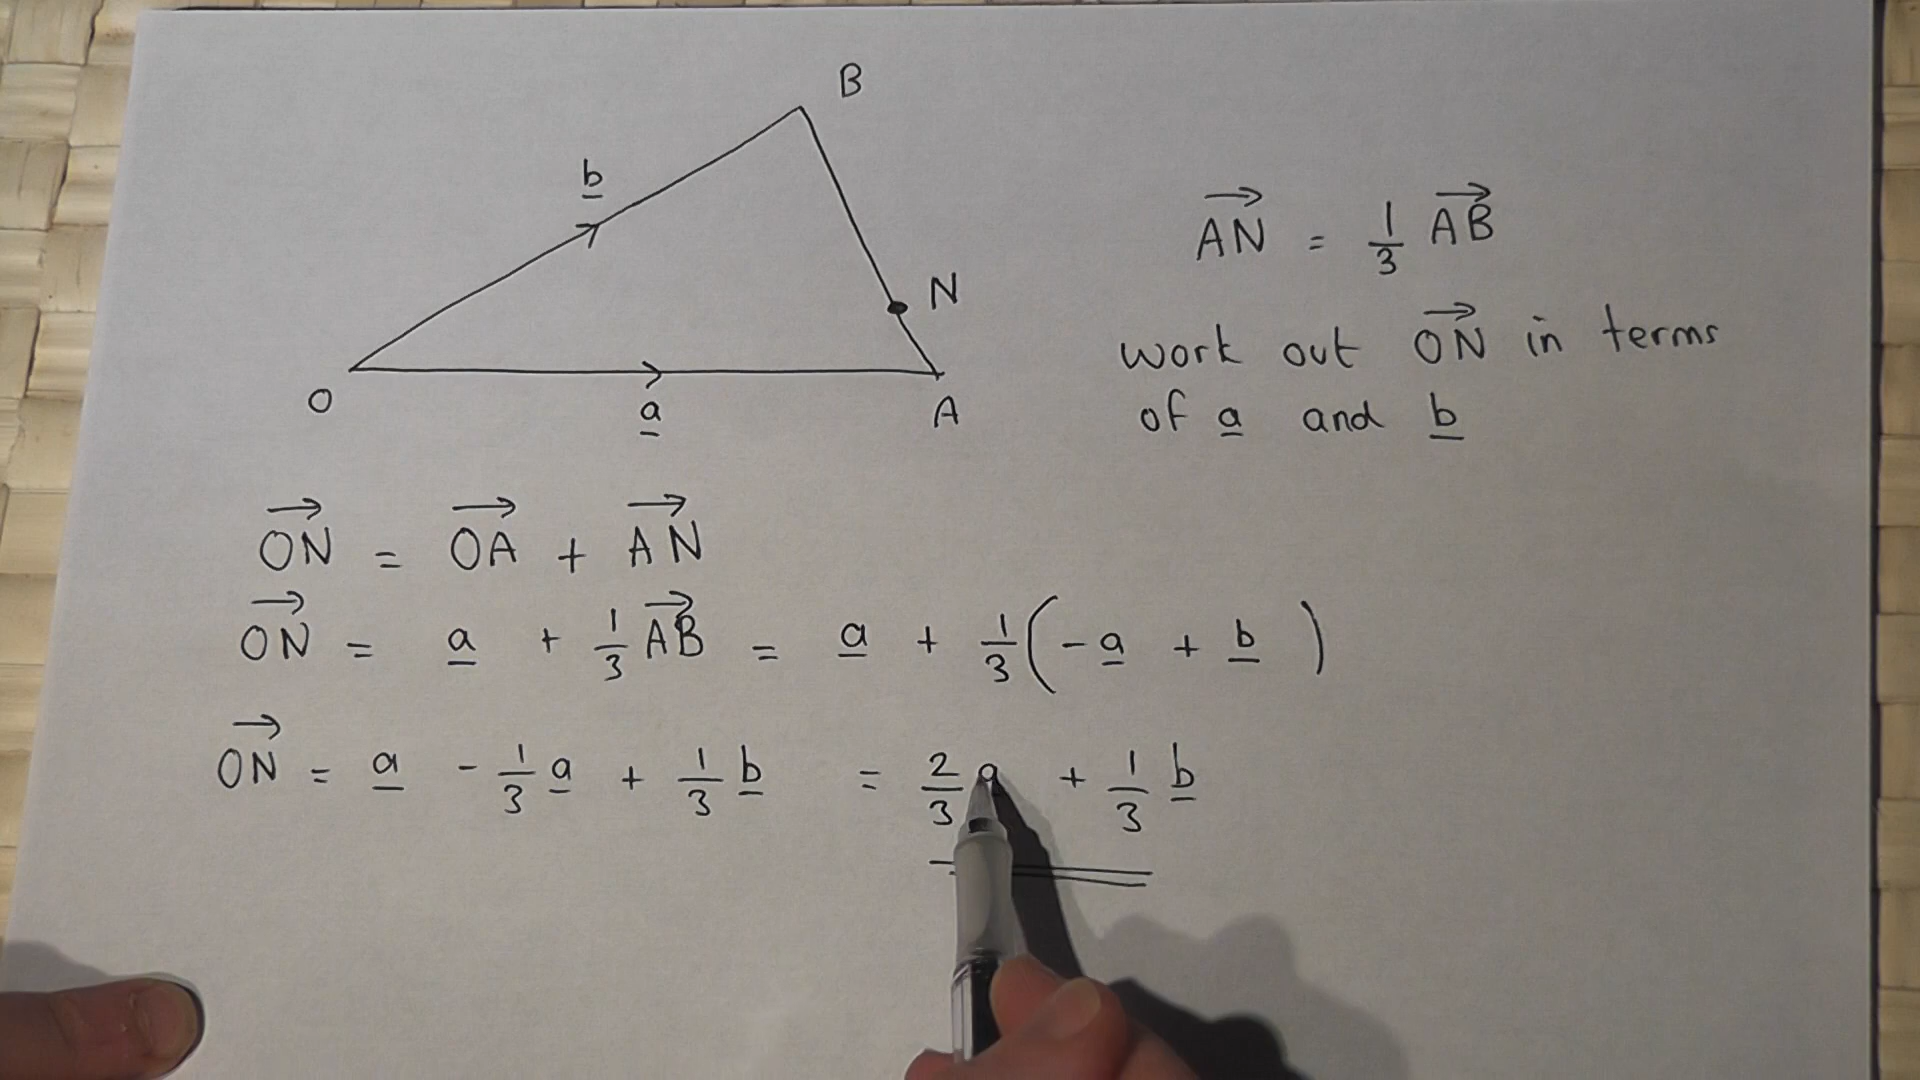 B
b
N
O
a
A
AN = 1/3 AB
work out ON in terms
of a and b
ON = OA + AN
ON = a + 1/3 AB = a + 1/3 (-a + b)
ON = a - 1/3 a + 1/3 b = 2/3 a + 1/3 b